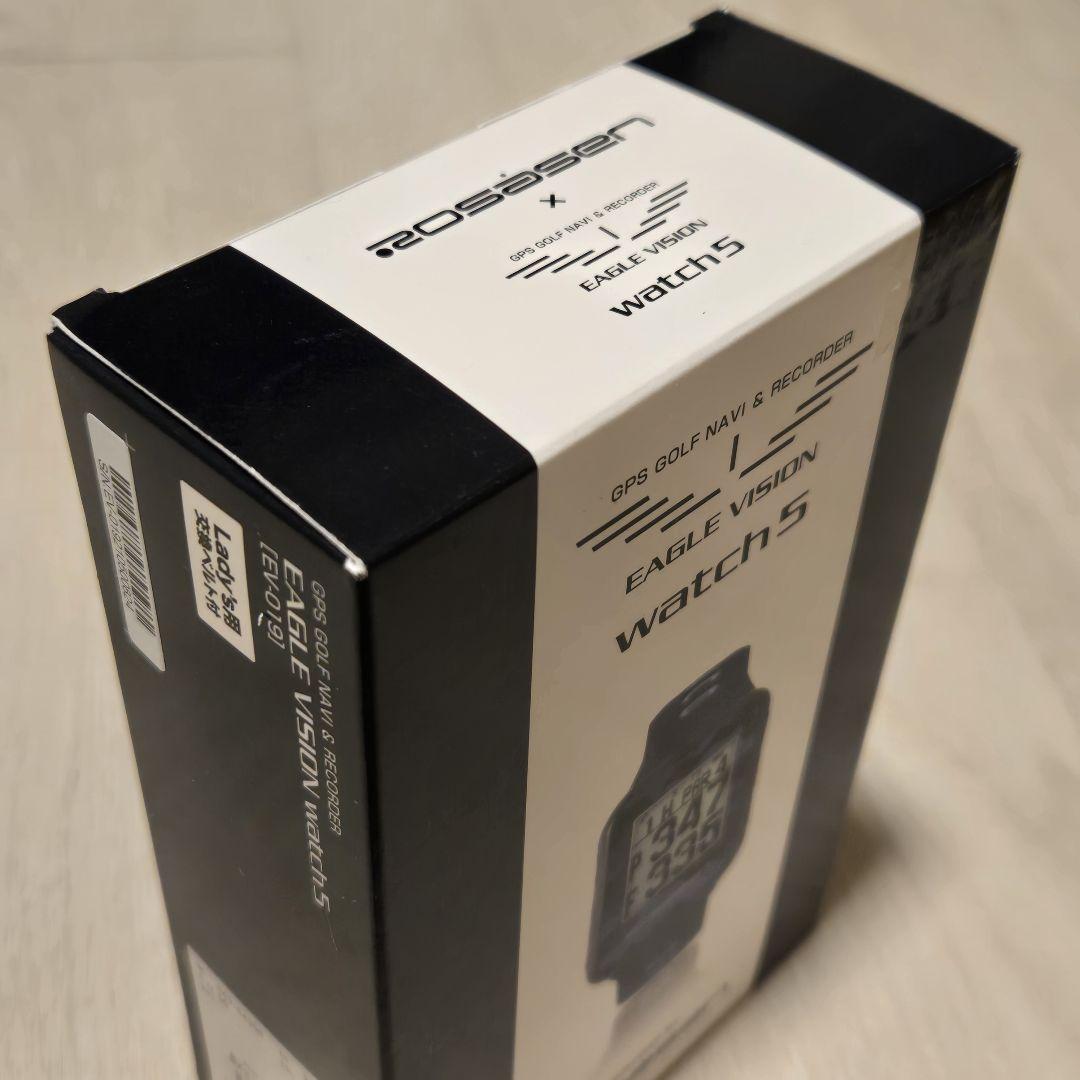 rosasen
×
GPS GOLF NAVI & RECORDER
EAGLE VISION
watch 5
GPS GOLF NAVI & RECORDER
EAGLE VISION
watch 5
Lady's用
交換ベルト付
GPS GOLF NAVI & RECORDER
EAGLE VISION watch 5
[EV-019]